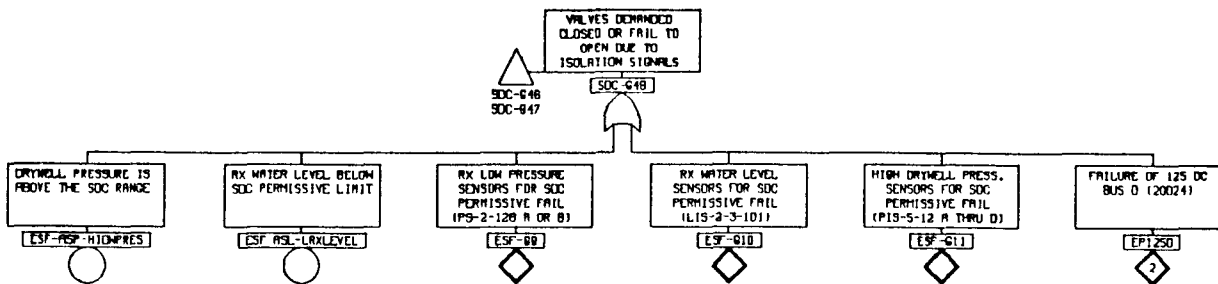 VALVES DEMANDED
CLOSED OR FAIL TO
OPEN DUE TO
ISOLATION SIGNALS
SDC-G48
SDC-G46
SDC-G47
DRYWELL PRESSURE IS
ABOVE THE SDC RANGE
ESF-ASP-HIDWPRES
RX WATER LEVEL BELOW
SDC PERMISSIVE LIMIT
ESF-ASL-LRXLEVEL
RX LOW PRESSURE
SENSORS FOR SDC
PERMISSIVE FAIL
(PS-2-128 A OR B)
ESF-G9
RX WATER LEVEL
SENSORS FOR SDC
PERMISSIVE FAIL
(LIS-2-3-101)
ESF-G10
HIGH DRYWELL PRESS.
SENSORS FOR SDC
PERMISSIVE FAIL
(PIS-5-12 A THRU D)
ESF-G11
FAILURE OF 125 DC
BUS D (20D24)
EP125D
2